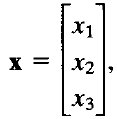 x = [x₁
x₂
x₃],